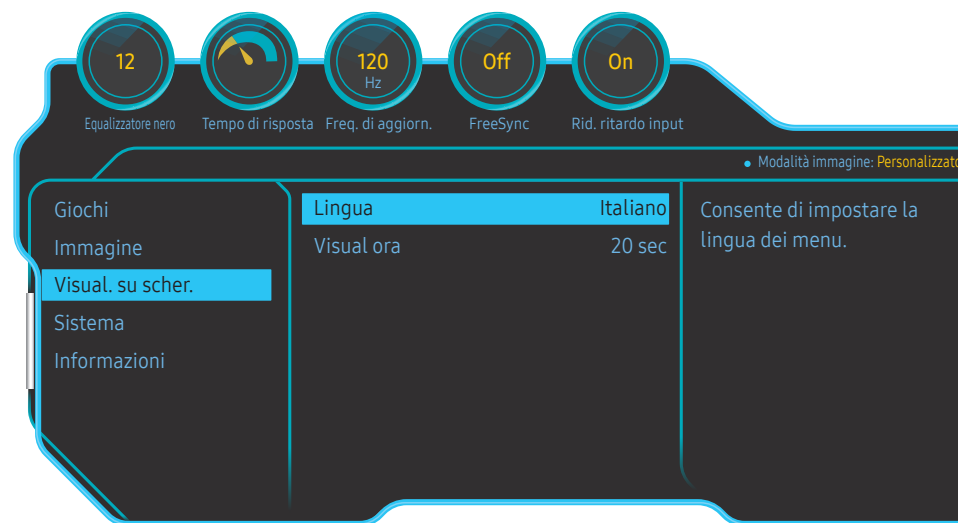 12
120
Hz
Off
On
Equalizzatore nero
Tempo di risposta
Freq. di aggiorn.
FreeSync
Rid. ritardo input
• Modalità immagine: Personalizzato
Giochi
Immagine
Visual. su scher.
Sistema
Informazioni
Lingua Italiano
Visual ora 20 sec
Consente di impostare la
lingua dei menu.